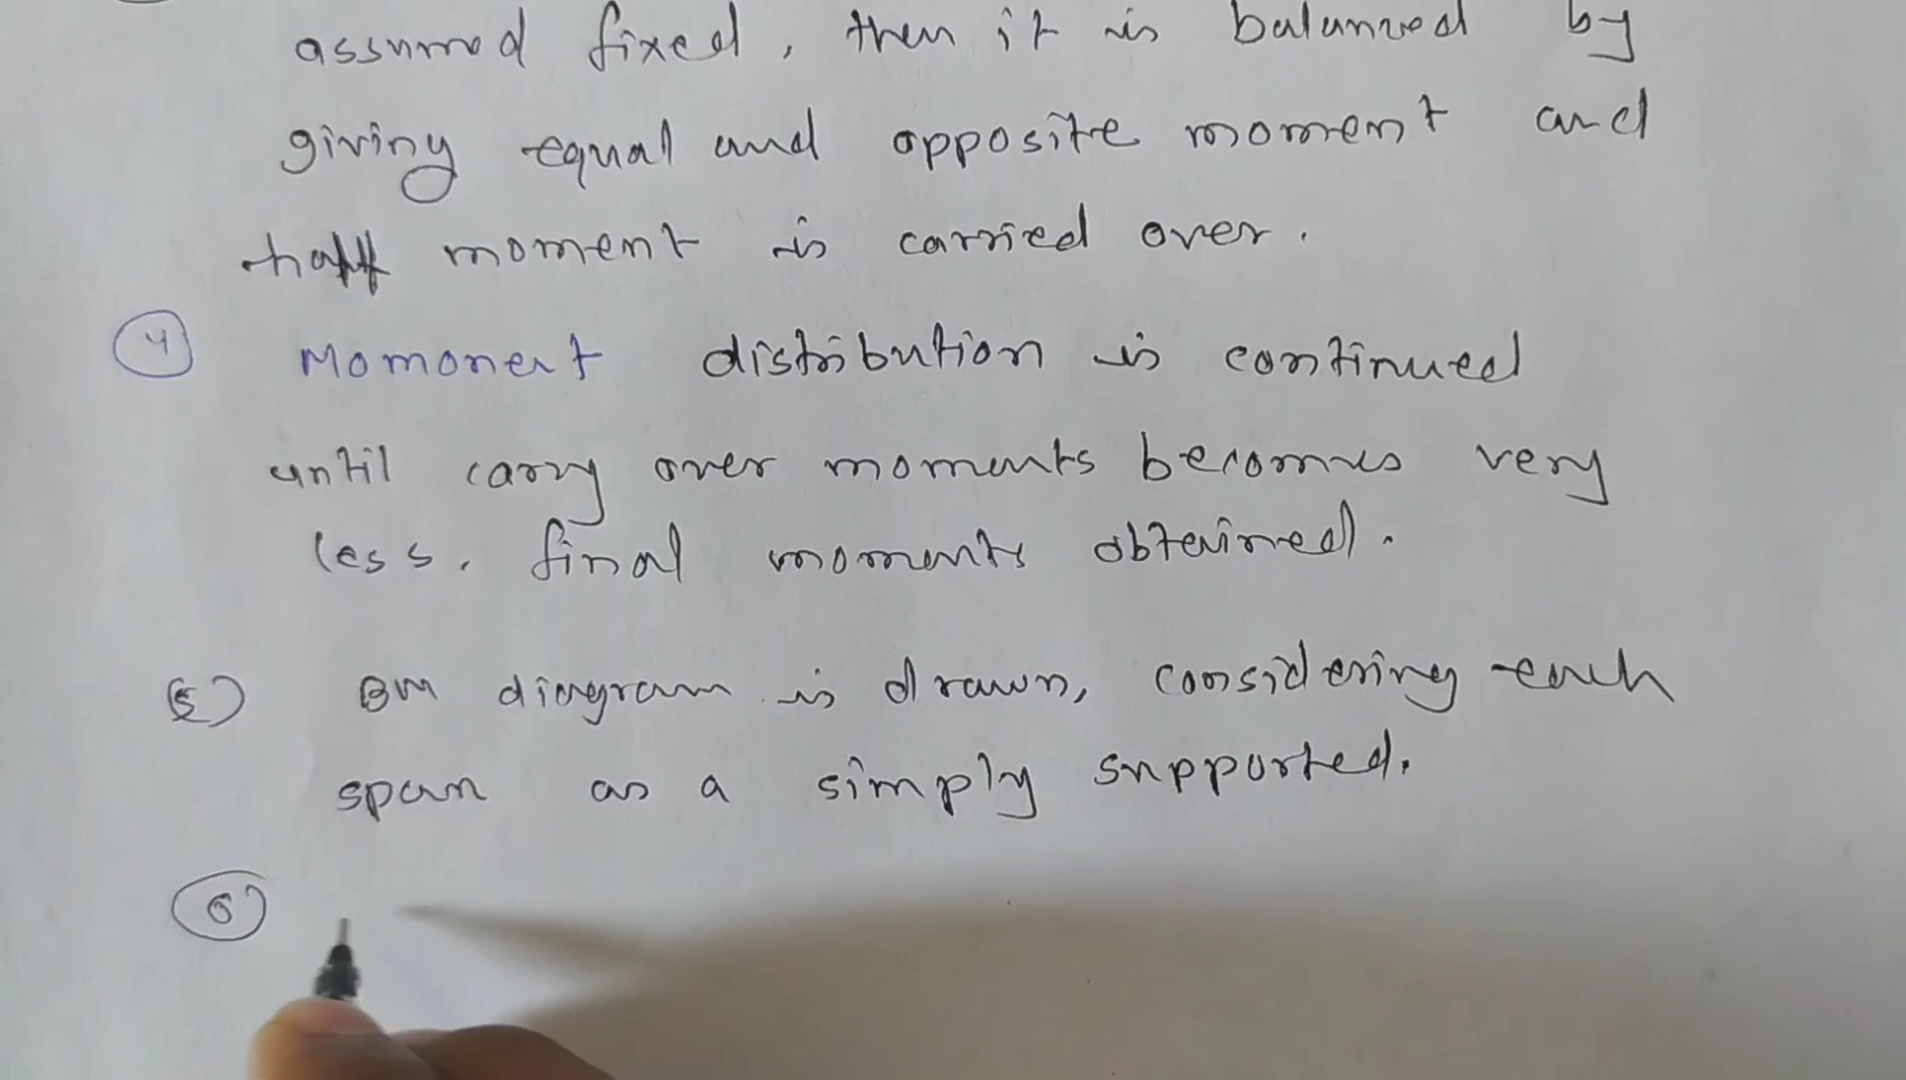 assumed fixed, then it is balanced by
giving equal and opposite moment and
half moment is carried over.
4 Momonent distribution is continued
until carry over moments becomes very
less. final moments obtained.
5) BM diagram is drawn, considering each
span as a simply supported.
6